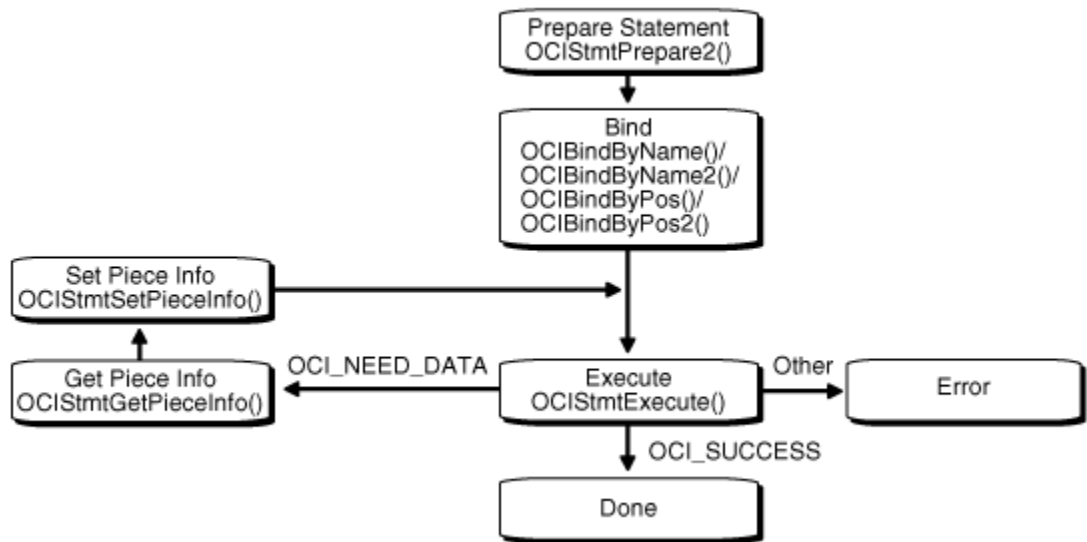 Prepare Statement
OCIStmtPrepare2()
Bind
OCIBindByName()/
OCIBindByName2()/
OCIBindByPos()/
OCIBindByPos2()
Set Piece Info
OCIStmtSetPieceInfo()
OCI_NEED_DATA
Get Piece Info
OCIStmtGetPieceInfo()
Execute
OCIStmtExecute()
Other
Error
OCI_SUCCESS
Done